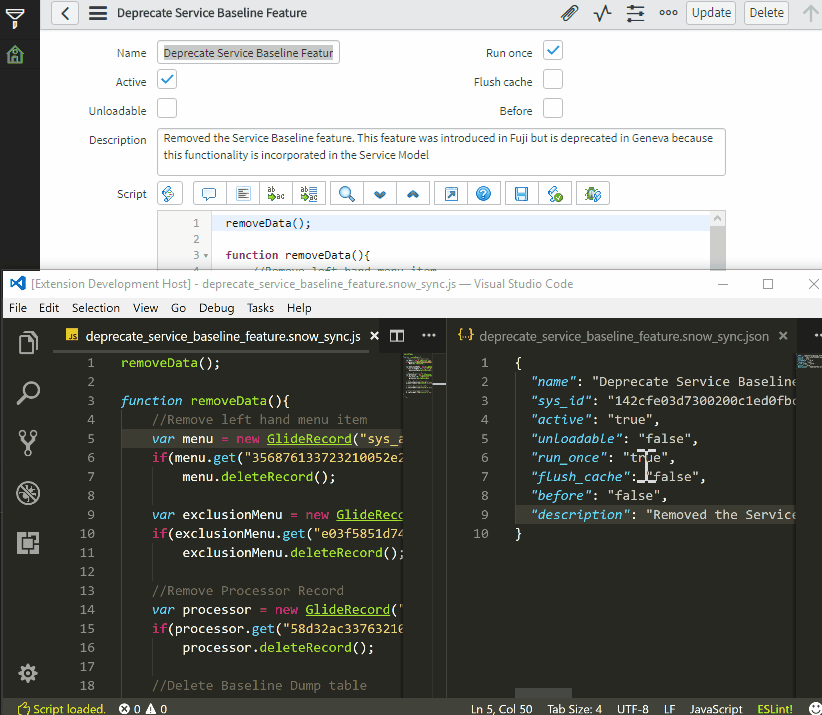 Deprecate Service Baseline Feature
Update
Delete
Name
Deprecate Service Baseline Featur
Run once
Active
Flush cache
Unloadable
Before
Description
Removed the Service Baseline feature. This feature was introduced in Fuji but is deprecated in Geneva because
this functionality is incorporated in the Service Model
Script
1 removeData();
2
3 function removeData(){
4 //Remove left hand menu item
[Extension Development Host] - deprecate_service_baseline_feature.snow_sync.js — Visual Studio Code
File Edit Selection View Go Debug Tasks Help
JS deprecate_service_baseline_feature.snow_sync.js
1 removeData();
2
3 function removeData(){
4 //Remove left hand menu item
5 var menu = new GlideRecord("sys_a
6 if(menu.get("356876133723210052e2
7 menu.deleteRecord();
8
9 var exclusionMenu = new GlideReco
10 if(exclusionMenu.get("e03f5851d74
11 exclusionMenu.deleteRecord();
12
13 //Remove Processor Record
14 var processor = new GlideRecord("
15 if(processor.get("58d32ac33763210
16 processor.deleteRecord();
17
18 //Delete Baseline Dump table
{..} deprecate_service_baseline_feature.snow_sync.json
1 {
2 "name": "Deprecate Service Baseline
3 "sys_id": "142cfe03d7300200c1ed0fbc
4 "active": "true",
5 "unloadable": "false",
6 "run_once": "true",
7 "flush_cache": "false",
8 "before": "false",
9 "description": "Removed the Service
10 }
Script loaded. 0 0 Ln 5, Col 50 Tab Size: 4 UTF-8 LF JavaScript ESLint!